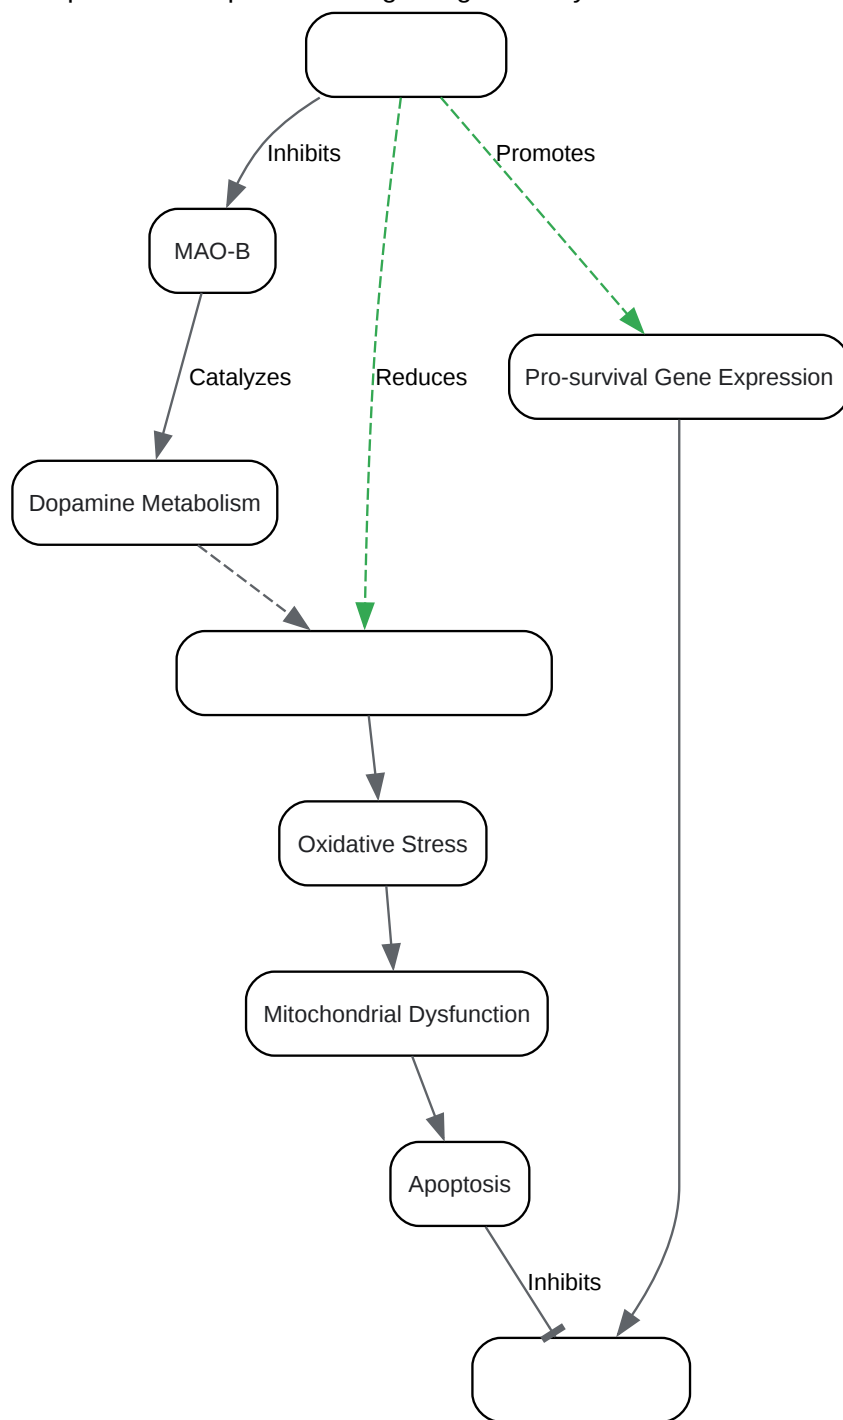 Inhibits
Promotes
MAO-B
Catalyzes
Reduces
Pro-survival Gene Expression
Dopamine Metabolism
Oxidative Stress
Mitochondrial Dysfunction
Apoptosis
Inhibits